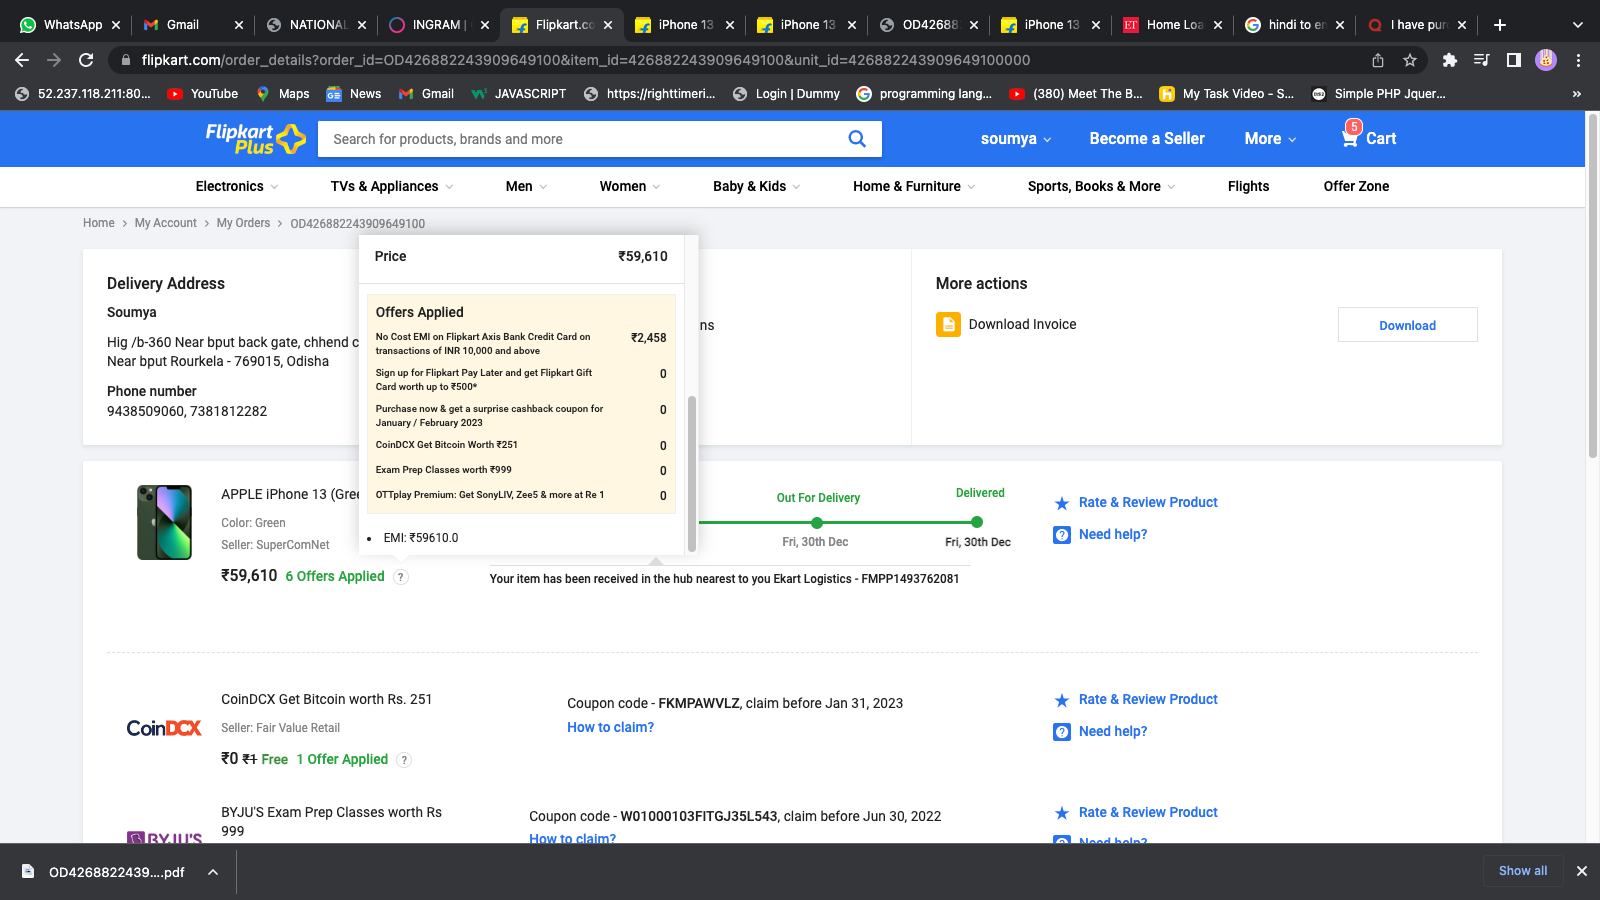 WhatsApp
Gmail
NATIONAL
INGRAM |
Flipkart.co
iPhone 13
iPhone 13
OD42688
iPhone 13
ET Home Loa
hindi to en
I have pur
flipkart.com/order_details?order_id=OD426882243909649100&item_id=426882243909649100&unit_id=426882243909649100000
52.237.118.211:80...
YouTube
Maps
News
Gmail
JAVASCRIPT
https://righttimeri...
Login | Dummy
programming lang...
(380) Meet The B...
My Task Video - S...
Simple PHP Jquer...
»
Flipkart
Plus
Search for products, brands and more
soumya
Become a Seller
More
5
Cart
Electronics
TVs & Appliances
Men
Women
Baby & Kids
Home & Furniture
Sports, Books & More
Flights
Offer Zone
Home > My Account > My Orders > OD426882243909649100
Delivery Address
Soumya
Hig /b-360 Near bput back gate, chhend c
Near bput Rourkela - 769015, Odisha
Phone number
9438509060, 7381812282
Price ₹59,610
Offers Applied
No Cost EMI on Flipkart Axis Bank Credit Card on ₹2,458
transactions of INR 10,000 and above
Sign up for Flipkart Pay Later and get Flipkart Gift 0
Card worth up to ₹500*
Purchase now & get a surprise cashback coupon for 0
January / February 2023
CoinDCX Get Bitcoin Worth ₹251 0
Exam Prep Classes worth ₹999 0
OTTplay Premium: Get SonyLIV, Zee5 & more at Re 1 0
• EMI: ₹59610.0
ns
More actions
Download Invoice
Download
APPLE iPhone 13 (Gree
Color: Green
Seller: SuperComNet
₹59,610 6 Offers Applied ?
Out For Delivery
Fri, 30th Dec
Delivered
Fri, 30th Dec
Your item has been received in the hub nearest to you Ekart Logistics - FMPP1493762081
Rate & Review Product
Need help?
CoinDCX
CoinDCX Get Bitcoin worth Rs. 251
Seller: Fair Value Retail
₹0 ₹1 Free 1 Offer Applied ?
Coupon code - FKMPAWVLZ, claim before Jan 31, 2023
How to claim?
Rate & Review Product
Need help?
BYJU'S
BYJU'S Exam Prep Classes worth Rs
999
Coupon code - W01000103FITGJ35L543, claim before Jun 30, 2022
How to claim?
Rate & Review Product
Need help?
OD4268822439....pdf
Show all